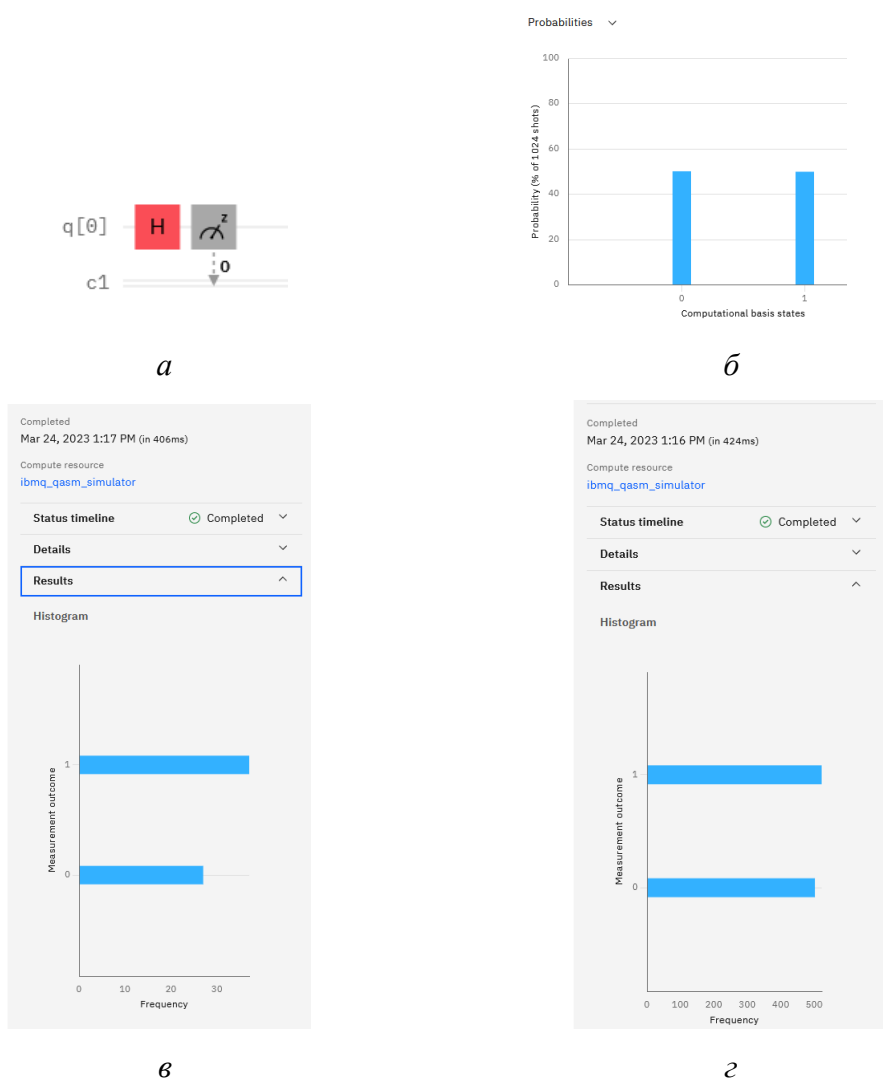 Probabilities
100
80
60
40
20
0
Probability (% of 1024 shots)
0 1
Computational basis states
q[0] H z
0
c1
а
б
Completed
Mar 24, 2023 1:17 PM (in 406ms)
Compute resource
ibmq_qasm_simulator
Status timeline Completed
Details
Results
Histogram
Measurement outcome
1
0
0 10 20 30
Frequency
в
Completed
Mar 24, 2023 1:16 PM (in 424ms)
Compute resource
ibmq_qasm_simulator
Status timeline Completed
Details
Results
Histogram
Measurement outcome
1
0
0 100 200 300 400 500
Frequency
г